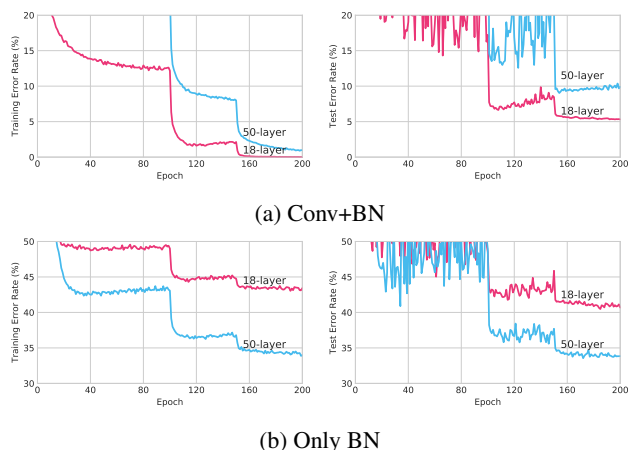 20
15
10
5
0
Training Error Rate (%)
50-layer
18-layer
0 40 80 120 160 200
Epoch
20
15
10
5
0
Test Error Rate (%)
50-layer
18-layer
0 40 80 120 160 200
Epoch
(a) Conv+BN
50
45
40
35
30
Training Error Rate (%)
18-layer
50-layer
0 40 80 120 160 200
Epoch
50
45
40
35
30
Test Error Rate (%)
18-layer
50-layer
0 40 80 120 160 200
Epoch
(b) Only BN